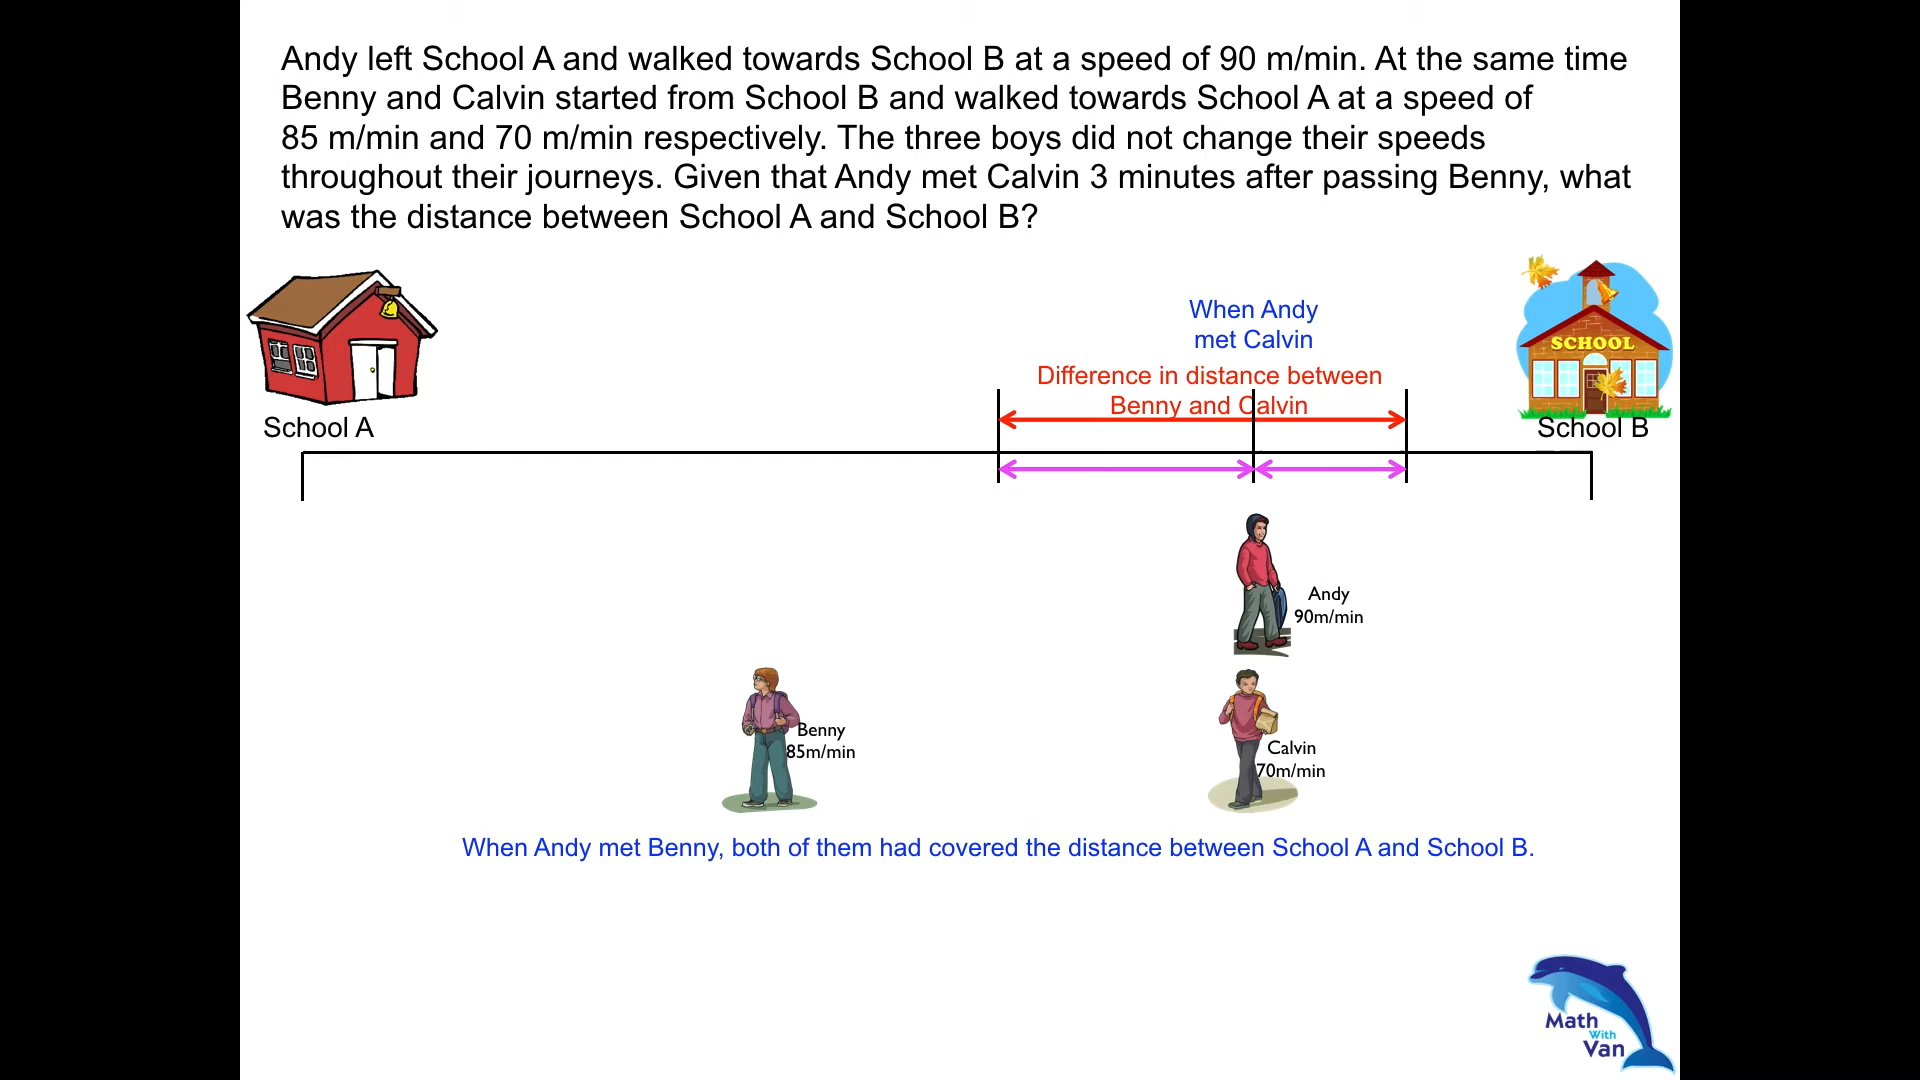 Andy left School A and walked towards School B at a speed of 90 m/min. At the same time
Benny and Calvin started from School B and walked towards School A at a speed of
85 m/min and 70 m/min respectively. The three boys did not change their speeds
throughout their journeys. Given that Andy met Calvin 3 minutes after passing Benny, what
was the distance between School A and School B?
When Andy
met Calvin
SCHOOL
Difference in distance between
Benny and Calvin
School A
School B
Andy
90m/min
Benny
85m/min
Calvin
70m/min
When Andy met Benny, both of them had covered the distance between School A and School B.
Math
With
Van